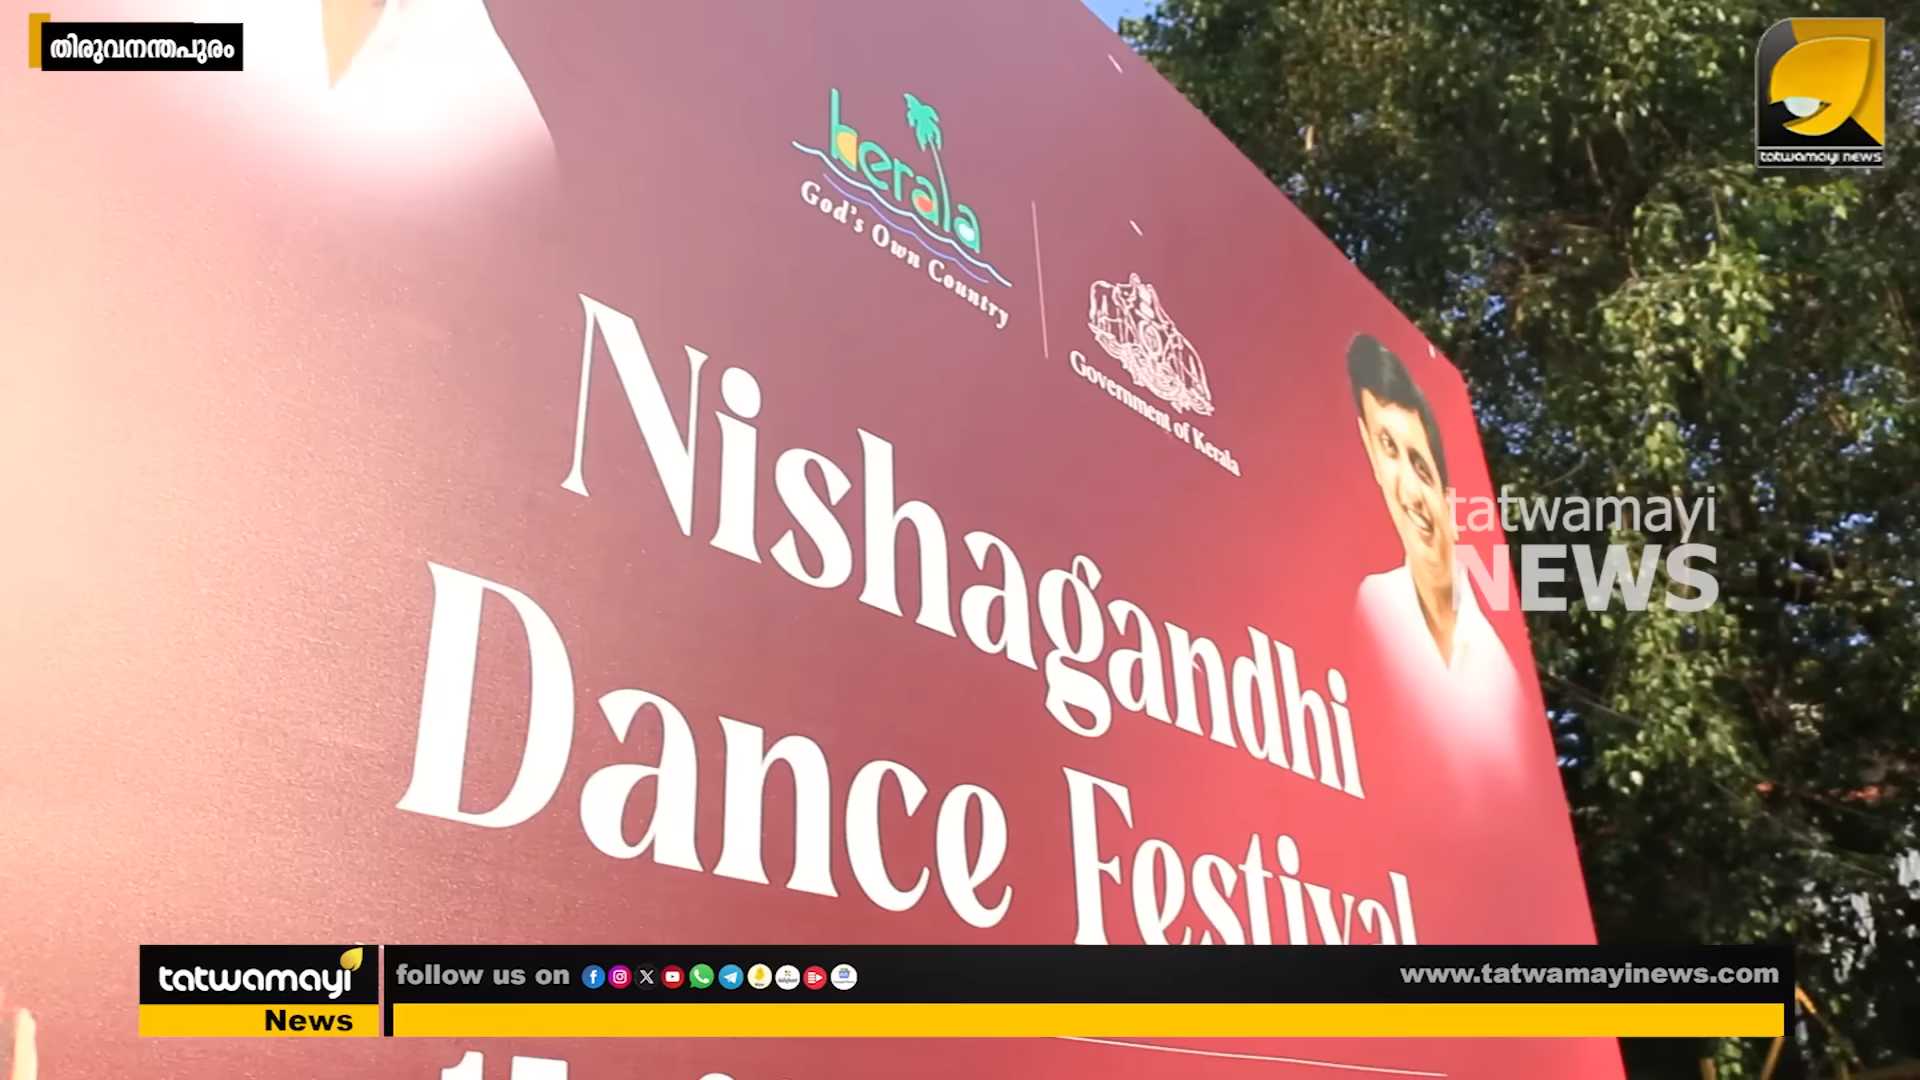 തിരുവനന്തപുരം
tatwamayi news
kerala
God's Own Country
Government of Kerala
Nishagandhi
Dance Festival
tatwamayi
NEWS
tatwamayi
News
follow us on
www.tatwamayinews.com